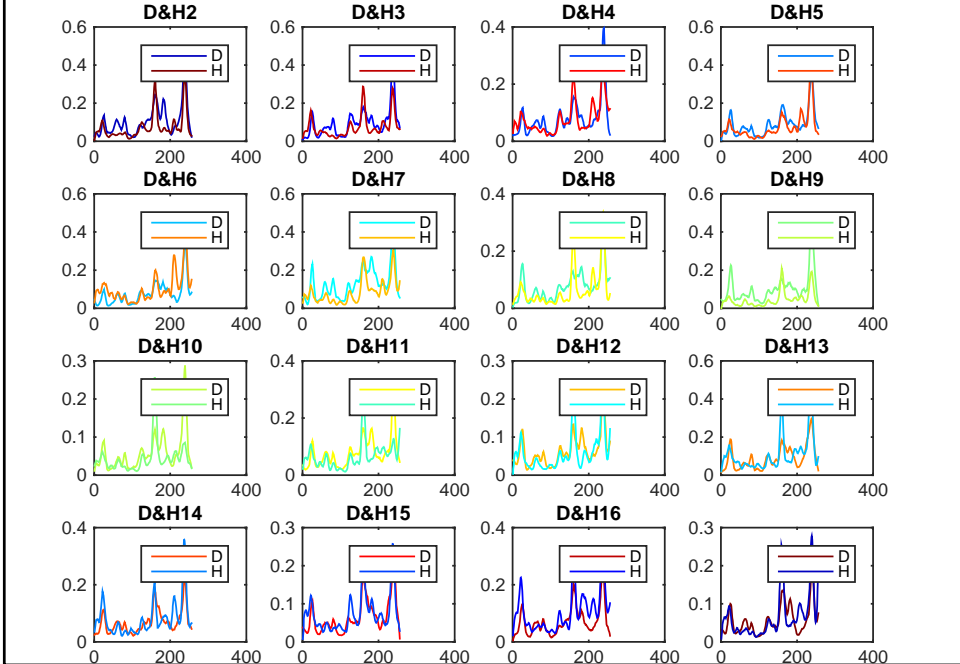 D&H2 D&H3 D&H4 D&H5
0.6 0.6 0.4 0.6
D D D D
H H H H
0.4 0.4 0.4
0.2 0.2 0.2 0.2
0 0 0 0
0 200 400 0 200 400 0 200 400 0 200 400
D&H6 D&H7 D&H8 D&H9
0.6 0.6 0.4 0.6
D D D D
H H H H
0.4 0.4 0.4
0.2 0.2 0.2 0.2
0 0 0 0
0 200 400 0 200 400 0 200 400 0 200 400
D&H10 D&H11 D&H12 D&H13
0.3 0.4 0.3 0.6
D D D D
H H H H
0.2 0.2 0.4
0.2
0.1 0.1 0.2
0 0 0 0
0 200 400 0 200 400 0 200 400 0 200 400
D&H14 D&H15 D&H16
0.4 0.3 0.4 0.3
D D D D
H H H H
0.2 0.2
0.2 0.2
0.1 0.1
0 0 0 0
0 200 400 0 200 400 0 200 400 0 200 400